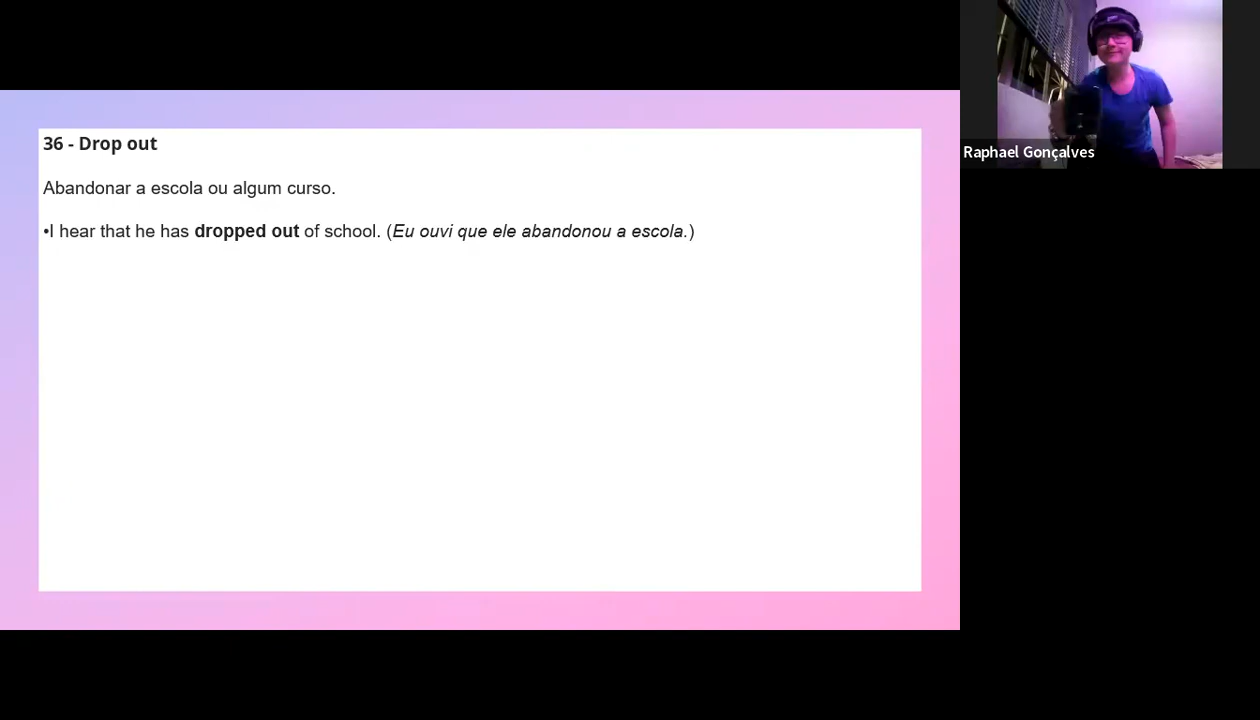 36 - Drop out
Abandonar a escola ou algum curso.
•I hear that he has dropped out of school. (Eu ouvi que ele abandonou a escola.)
Raphael Gonçalves